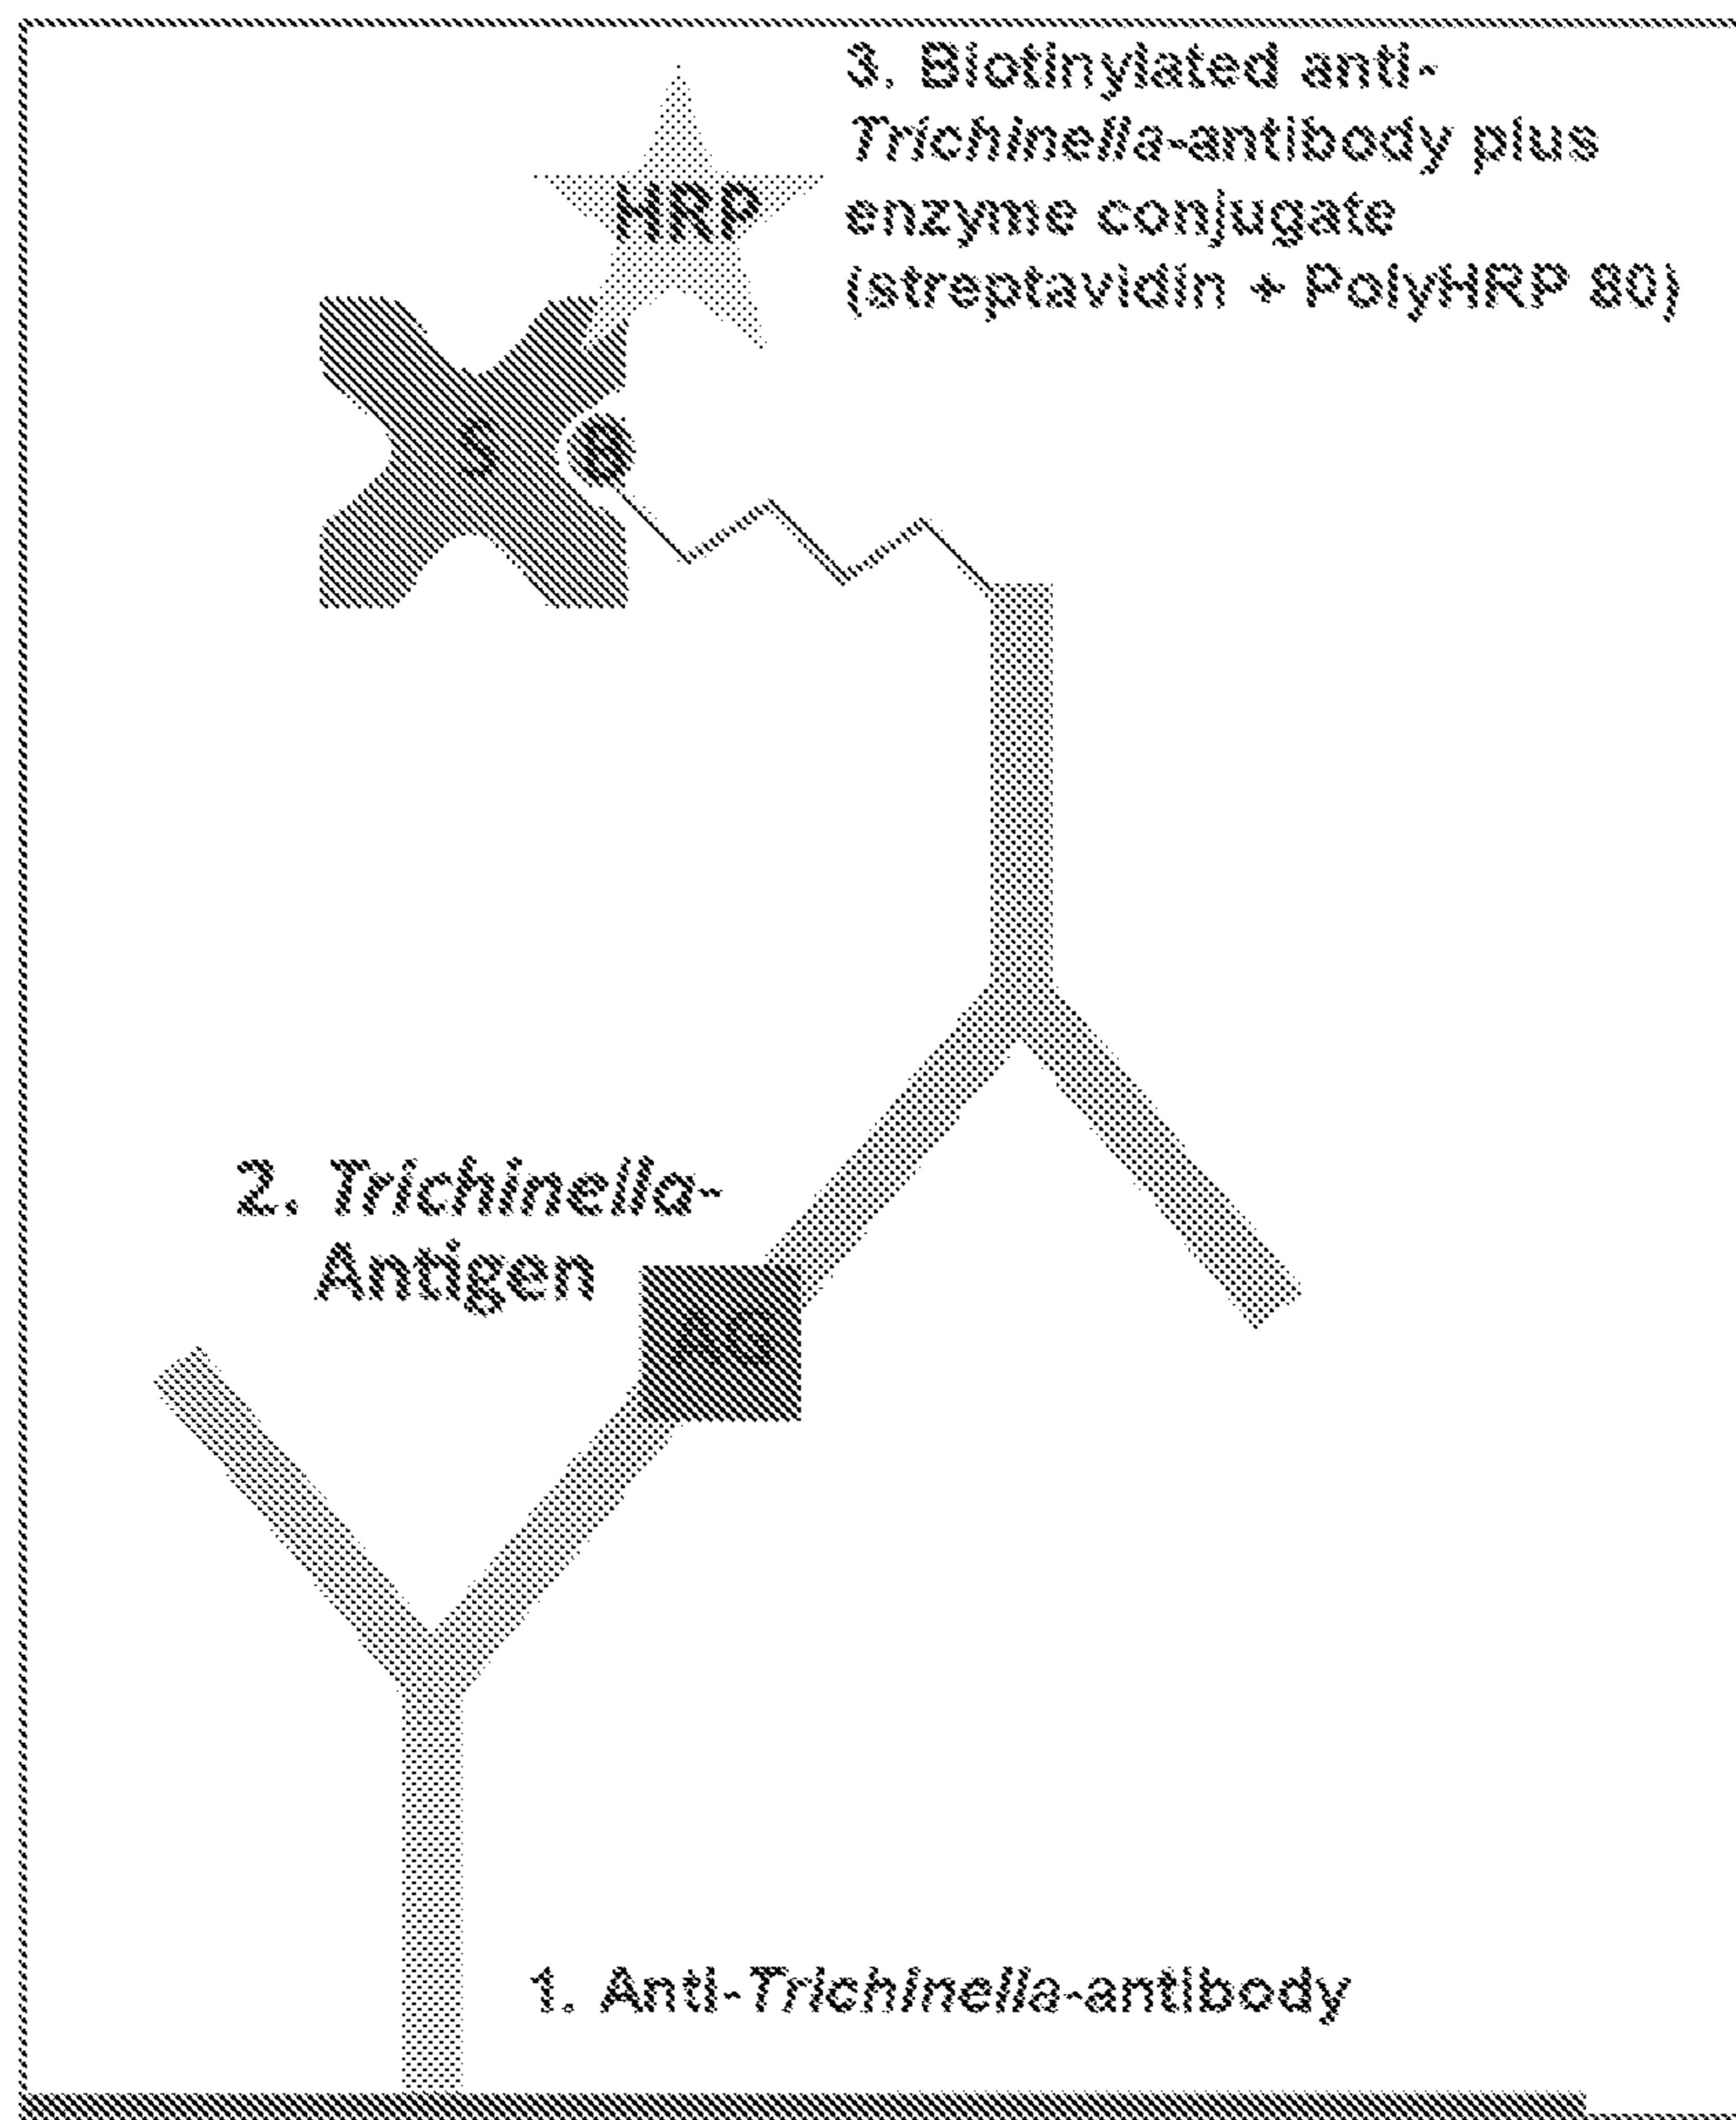 3. Biotinylated anti-
Trichinella-antibody plus
enzyme conjugate
(streptavidin + PolyHRP 80)
HRP
S B
2. Trichinella-
Antigen
AG
1. Anti-Trichinella-antibody